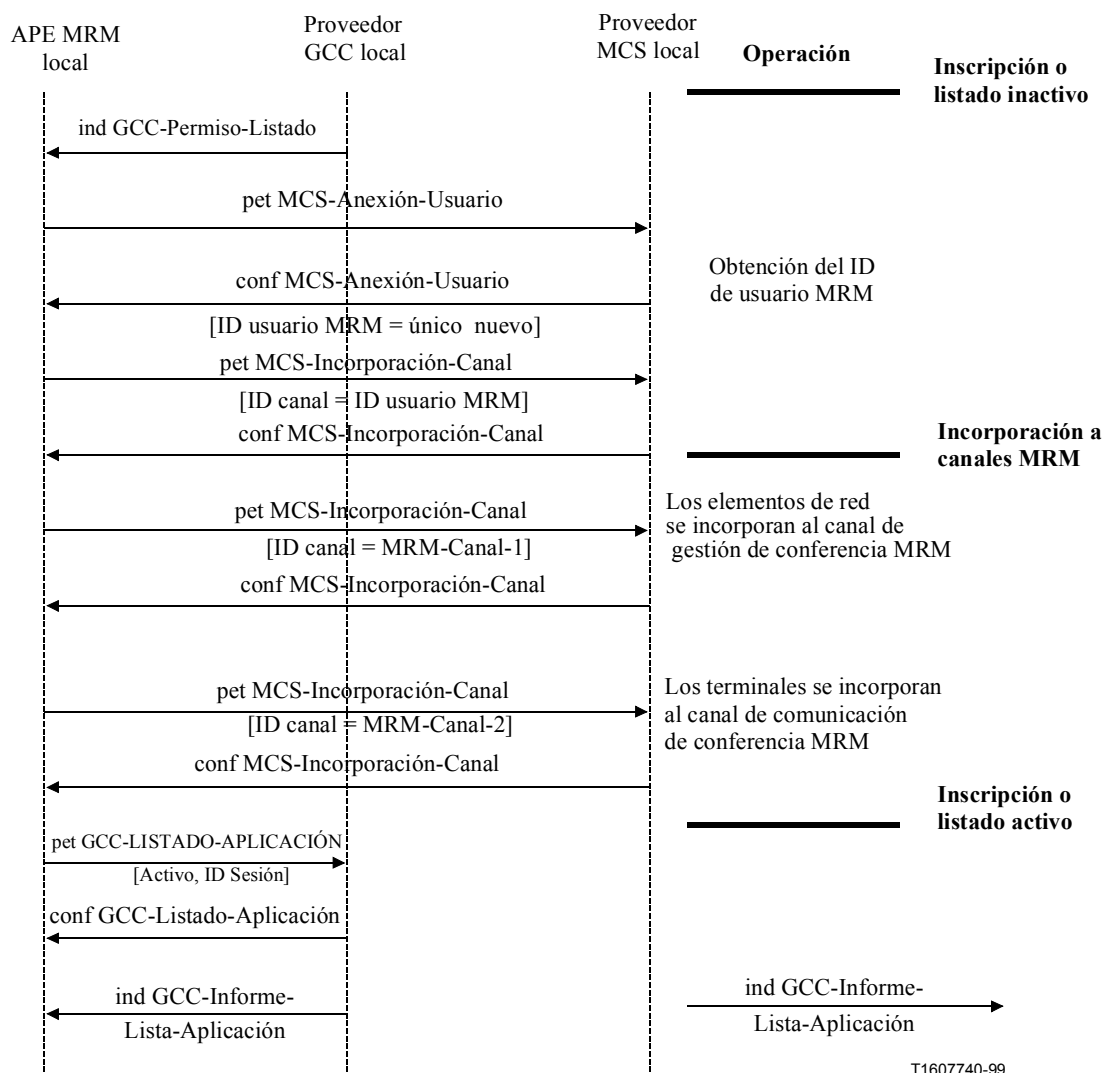 APE MRM
local
Proveedor
GCC local
Proveedor
MCS local
Operación
Inscripción o
listado inactivo
ind GCC-Permiso-Listado
pet MCS-Anexión-Usuario
conf MCS-Anexión-Usuario
Obtención del ID
de usuario MRM
[ID usuario MRM = único nuevo]
pet MCS-Incorporación-Canal
[ID canal = ID usuario MRM]
conf MCS-Incorporación-Canal
Incorporación a
canales MRM
pet MCS-Incorporación-Canal
[ID canal = MRM-Canal-1]
Los elementos de red
se incorporan al canal de
gestión de conferencia MRM
conf MCS-Incorporación-Canal
pet MCS-Incorporación-Canal
[ID canal = MRM-Canal-2]
Los terminales se incorporan
al canal de comunicación
de conferencia MRM
conf MCS-Incorporación-Canal
Inscripción o
listado activo
pet GCC-LISTADO-APLICACIÓN
[Activo, ID Sesión]
conf GCC-Listado-Aplicación
ind GCC-Informe-
Lista-Aplicación
ind GCC-Informe-
Lista-Aplicación
T1607740-99